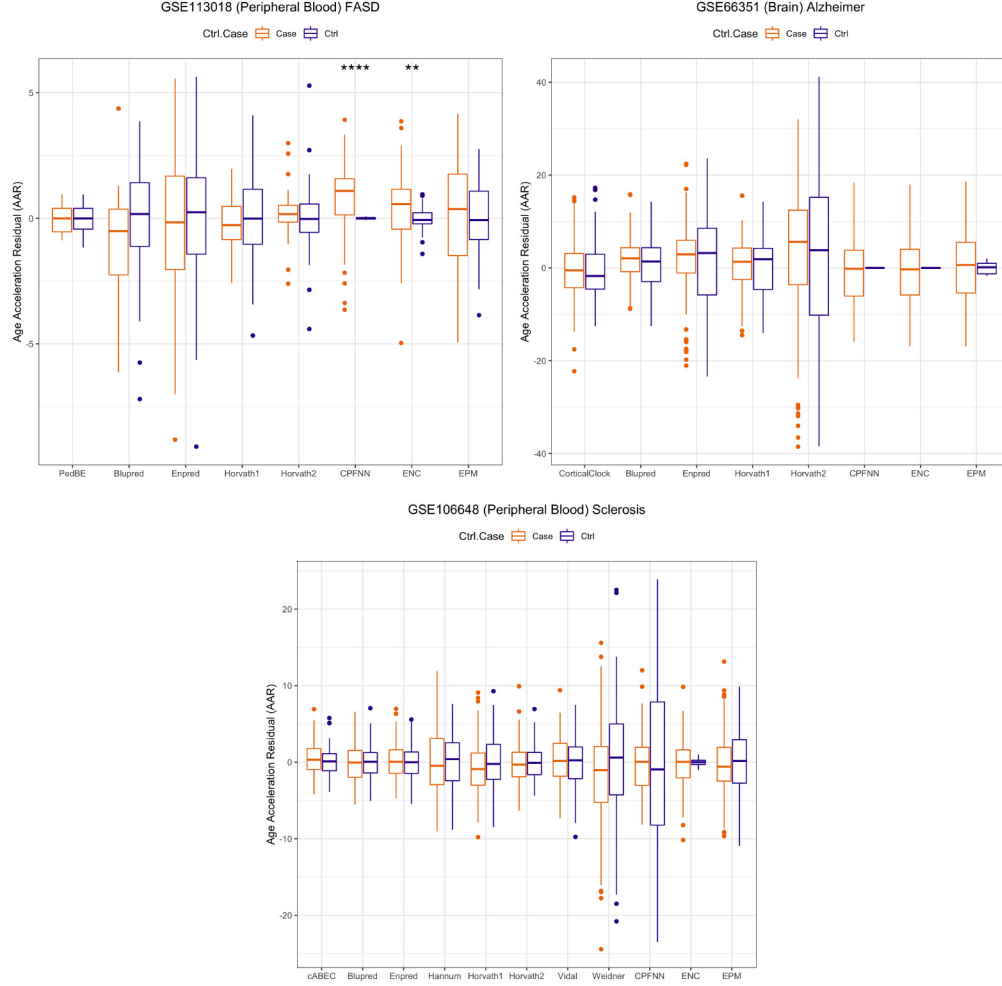 GSE113018 (Peripheral Blood) FASD
Ctrl.Case Case Ctrl
**** **
5
0
-5
Age Acceleration Residual (AAR)
PedBE Blupred Enpred Horvath1 Horvath2 CPFNN ENC EPM
GSE66351 (Brain) Alzheimer
Ctrl.Case Case Ctrl
40
20
0
-20
-40
Age Acceleration Residual (AAR)
CorticalClock Blupred Enpred Horvath1 Horvath2 CPFNN ENC EPM
GSE106648 (Peripheral Blood) Sclerosis
Ctrl.Case Case Ctrl
20
10
0
-10
-20
Age Acceleration Residual (AAR)
cABEC Blupred Enpred Hannum Horvath1 Horvath2 Vidal Weidner CPFNN ENC EPM